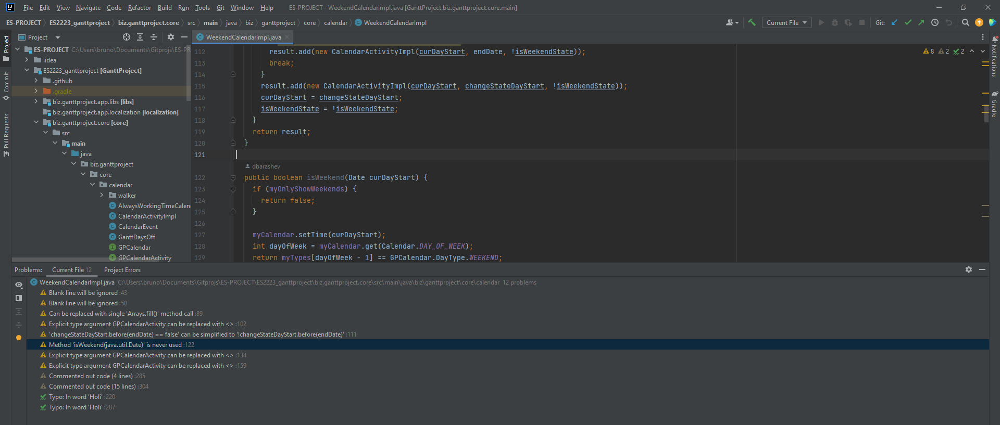 File Edit View Navigate Code Refactor Build Run Tools Git Window Help ES-PROJECT - WeekendCalendarImpl.java [GanttProject.biz.ganttproject.core.main]
ES-PROJECT ES2223_ganttproject biz.ganttproject.core src main java biz ganttproject core calendar WeekendCalendarImpl Current File Git:
Project
WeekendCalendarImpl.java
ES-PROJECT C:\Users\bruno\Documents\Gitprojs\ES-PR
.idea
ES2223_ganttproject [GanttProject]
.github
.gradle
biz.ganttproject.app.libs [libs]
biz.ganttproject.app.localization [localization]
biz.ganttproject.core [core]
src
main
java
biz.ganttproject
core
calendar
walker
AlwaysWorkingTimeCalen
CalendarActivityImpl
CalendarEvent
GanttDaysOff
GPCalendar
GPCalendarActivity
Project
Commit
Pull Requests
112 result.add(new CalendarActivityImpl(curDayStart, endDate, !isWeekendState));
113 break;
114 }
115 result.add(new CalendarActivityImpl(curDayStart, changeStateDayStart, !isWeekendState));
116 curDayStart = changeStateDayStart;
117 isWeekendState = !isWeekendState;
118 }
119 return result;
120 }
121
dbarashev
122 public boolean isWeekend(Date curDayStart) {
123 if (myOnlyShowWeekends) {
124 return false;
125 }
126
127 myCalendar.setTime(curDayStart);
128 int dayOfWeek = myCalendar.get(Calendar.DAY_OF_WEEK);
129 return myTypes[dayOfWeek - 1] == GPCalendar.DayType.WEEKEND;
8 2 2
Notifications
Gradle
Problems: Current File 12 Project Errors
WeekendCalendarImpl.java C:\Users\bruno\Documents\Gitprojs\ES-PROJECT\ES2223_ganttproject\biz.ganttproject.core\src\main\java\biz\ganttproject\core\calendar 12 problems
Blank line will be ignored :43
Blank line will be ignored :50
Can be replaced with single 'Arrays.fill()' method call :89
Explicit type argument GPCalendarActivity can be replaced with <> :102
'changeStateDayStart.before(endDate) == false' can be simplified to '!changeStateDayStart.before(endDate)' :111
Method 'isWeekend(java.util.Date)' is never used :122
Explicit type argument GPCalendarActivity can be replaced with <> :134
Explicit type argument GPCalendarActivity can be replaced with <> :159
Commented out code (4 lines) :285
Commented out code (15 lines) :304
Typo: In word 'Holi' :220
Typo: In word 'Holi' :287